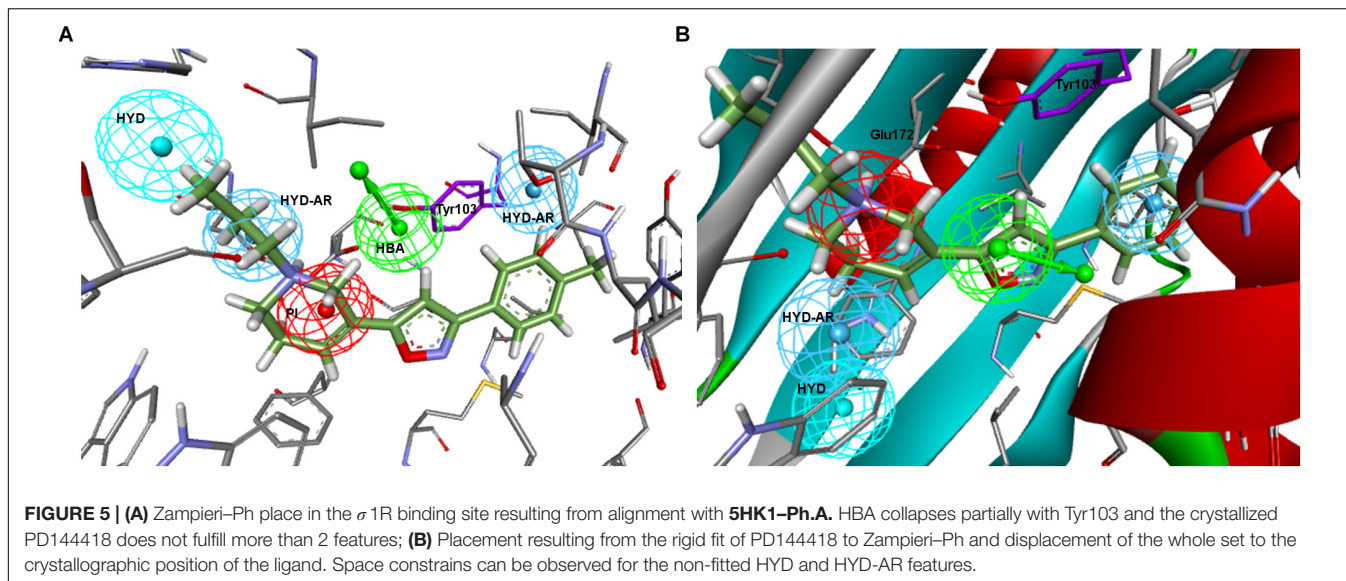 A
HYD
HYD-AR
Tyr103
HYD-AR
HBA
PI
B
Tyr103
Glu172
HYD-AR
HYD
FIGURE 5 | (A) Zampieri–Ph place in the σ1R binding site resulting from alignment with 5HK1–Ph.A. HBA collapses partially with Tyr103 and the crystallized
PD144418 does not fulfill more than 2 features; (B) Placement resulting from the rigid fit of PD144418 to Zampieri–Ph and displacement of the whole set to the
crystallographic position of the ligand. Space constrains can be observed for the non-fitted HYD and HYD-AR features.